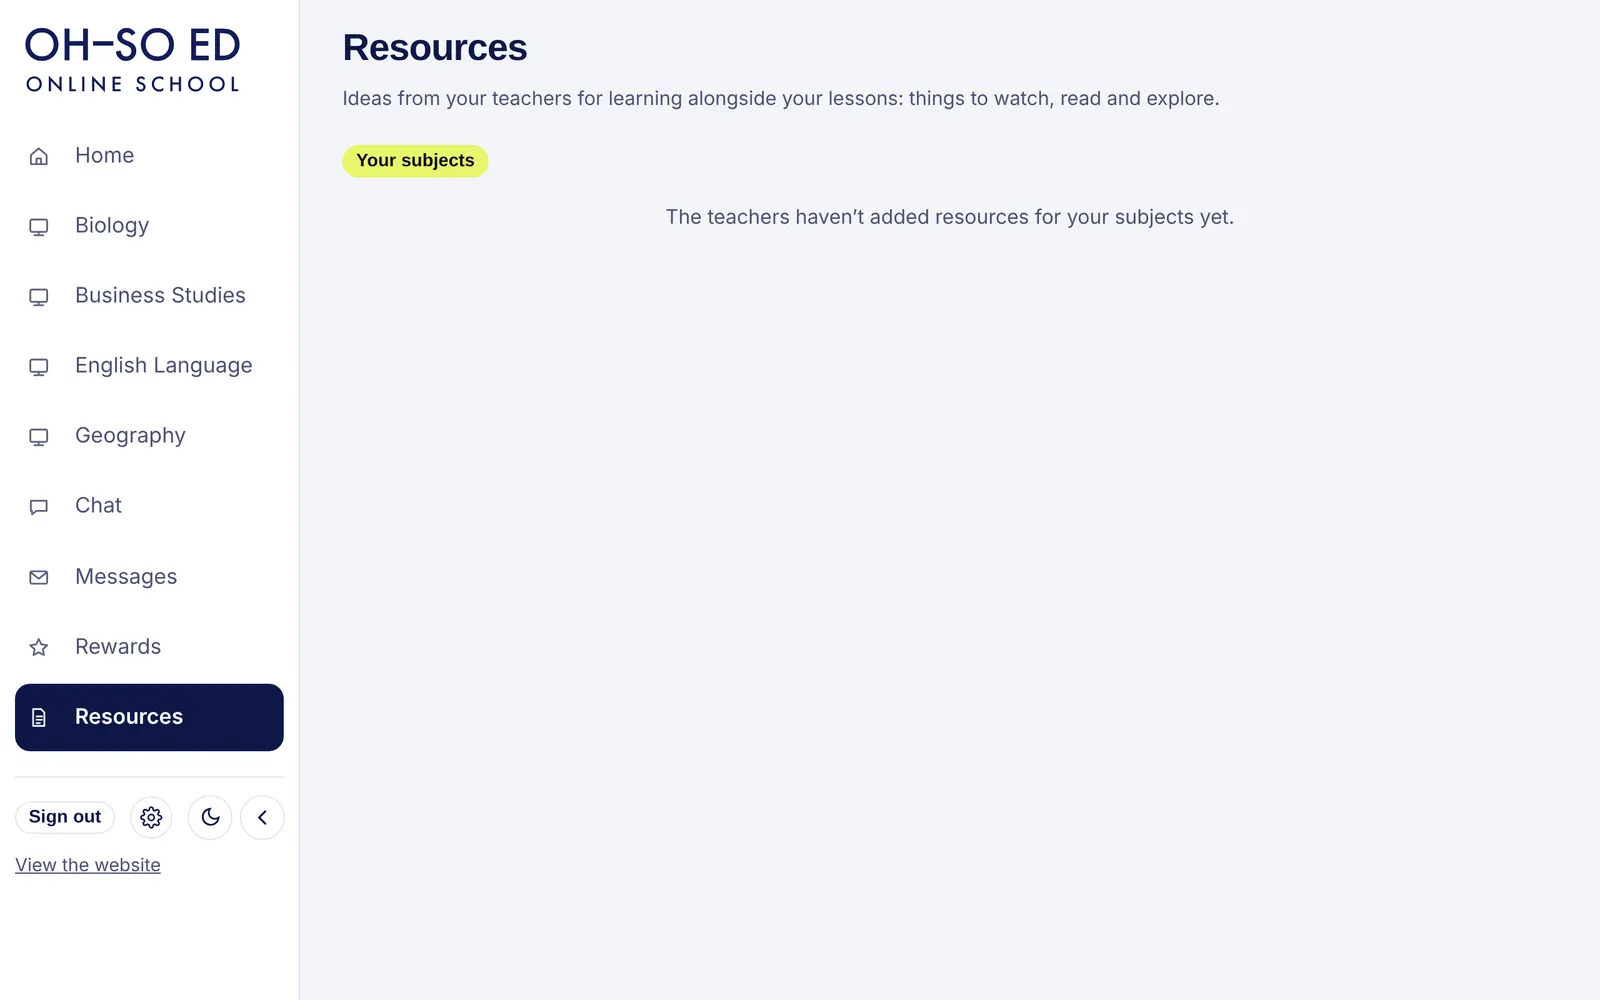 OH–SO ED
ONLINE SCHOOL
Home
Biology
Business Studies
English Language
Geography
Chat
Messages
Rewards
Resources
Sign out
View the website
Resources
Ideas from your teachers for learning alongside your lessons: things to watch, read and explore.
Your subjects
The teachers haven’t added resources for your subjects yet.